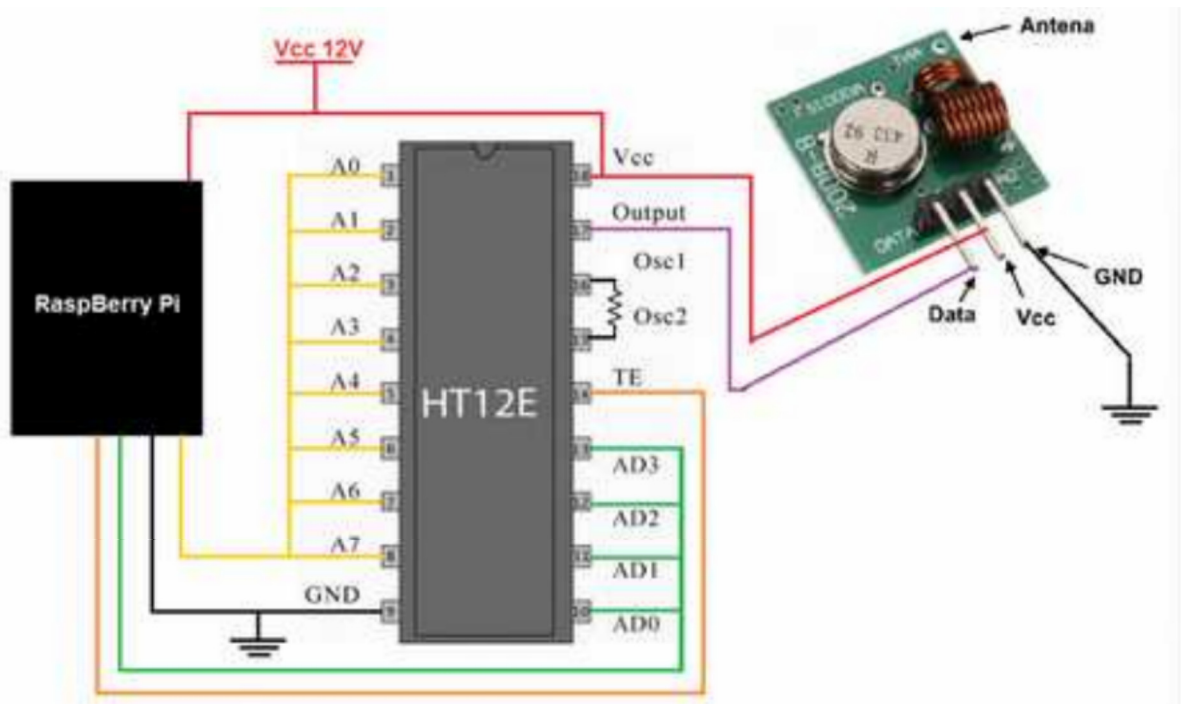 Vcc 12V
Antena
RaspBerry Pi
HT12E
A0
A1
A2
A3
A4
A5
A6
A7
GND
Vcc
Output
Osc1
Osc2
TE
AD3
AD2
AD1
AD0
DATA
Data
Vcc
GND